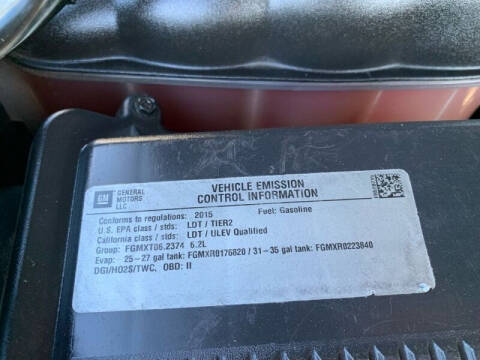 GM
GENERAL
MOTORS
LLC
VEHICLE EMISSION
CONTROL INFORMATION
Conforms to regulations: 2015 Fuel: Gasoline
U.S. EPA class / stds: LDT / TIER2
California class / stds: LDT / ULEV Qualified
Group: FGMXT06.2374 6.2L
Evap: 25-27 gal tank: FGMXR0176820 / 31-35 gal tank: FGMXR0223840
DGI/HO2S/TWC, OBD: II